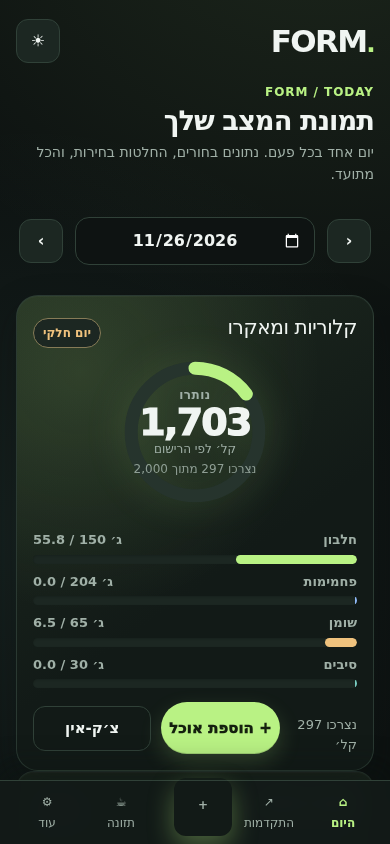 FORM.
☀
FORM / TODAY
תמונת המצב שלך
יום אחד בכל פעם. נתונים בחורים, החלטות בחירות, והכל
מתועד.
›
11/26/2026
‹
קלוריות ומאקרו
יום חלקי
נותרו
1,703
קל׳ לפי הרישום
נצרכו 297 מתוך 2,000
חלבון
55.8 / 150 ג׳
פחמימות
0.0 / 204 ג׳
שומן
6.5 / 65 ג׳
סיבים
0.0 / 30 ג׳
נצרכו 297
קל׳
+ הוספת אוכל
צ׳ק-אין
היום
התקדמות
+
תזונה
עוד